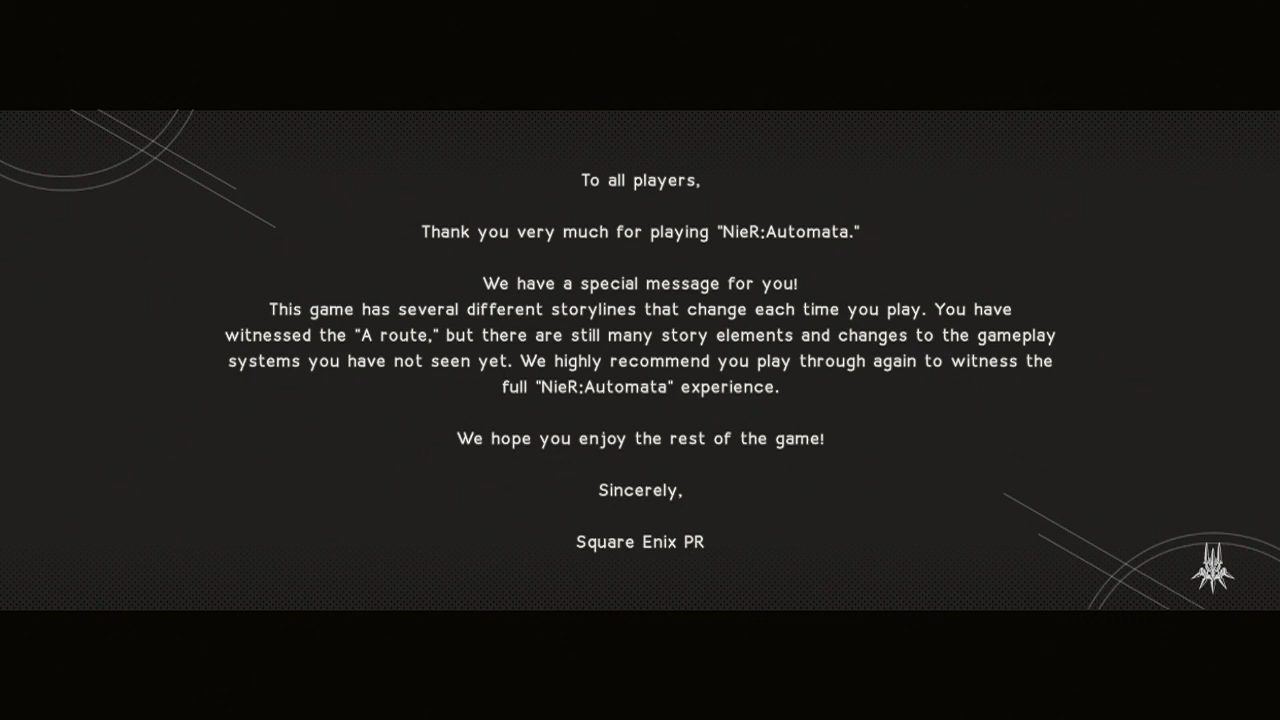 To all players,
Thank you very much for playing "NieR:Automata."
We have a special message for you!
This game has several different storylines that change each time you play. You have
witnessed the "A route," but there are still many story elements and changes to the gameplay
systems you have not seen yet. We highly recommend you play through again to witness the
full "NieR:Automata" experience.
We hope you enjoy the rest of the game!
Sincerely,
Square Enix PR